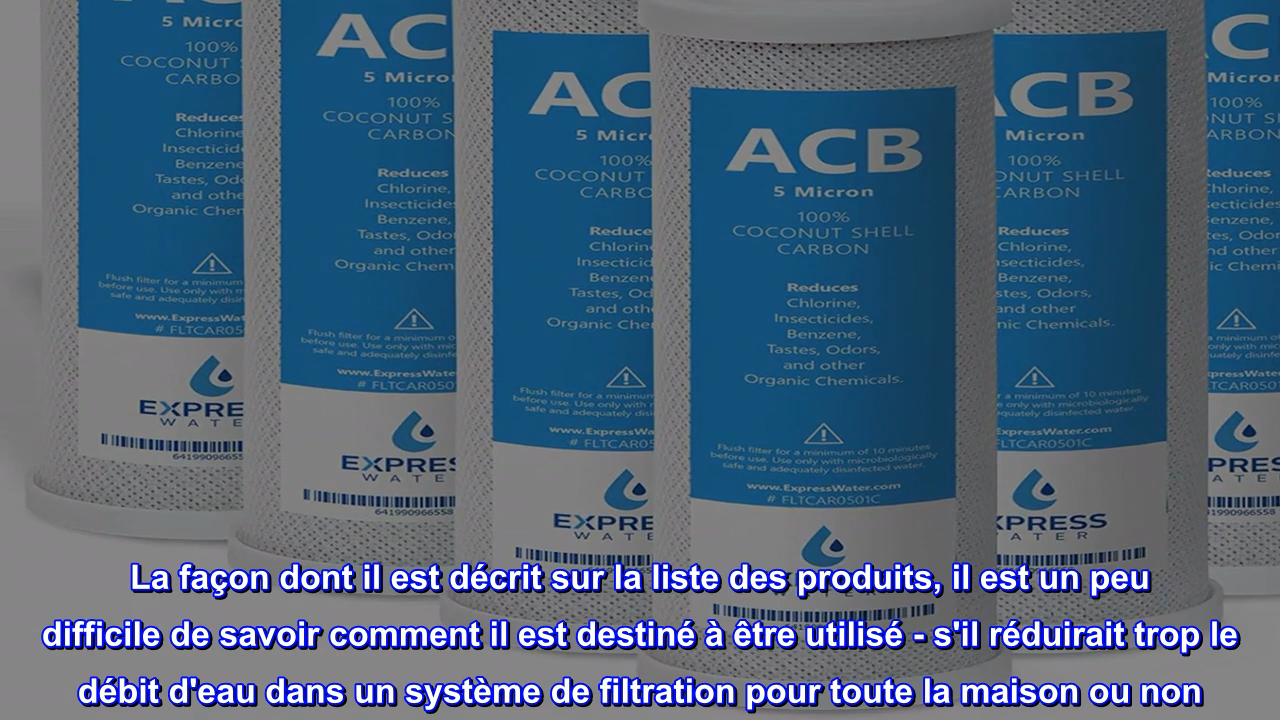 ACB
5 Micron
100%
COCONUT SHELL
CARBON
Reduces
Chlorine,
Insecticides,
Benzene,
Tastes, Odors,
and other
Organic Chemicals.
Flush filter for a minimum of 10 minutes
before use. Use only with microbiologically
safe and adequately disinfected water.
www.ExpressWater.com
# FLTCAR0501C
EXPRESS
WATER
La façon dont il est décrit sur la liste des produits, il est un peu
difficile de savoir comment il est destiné à être utilisé - s'il réduirait trop le
débit d'eau dans un système de filtration pour toute la maison ou non